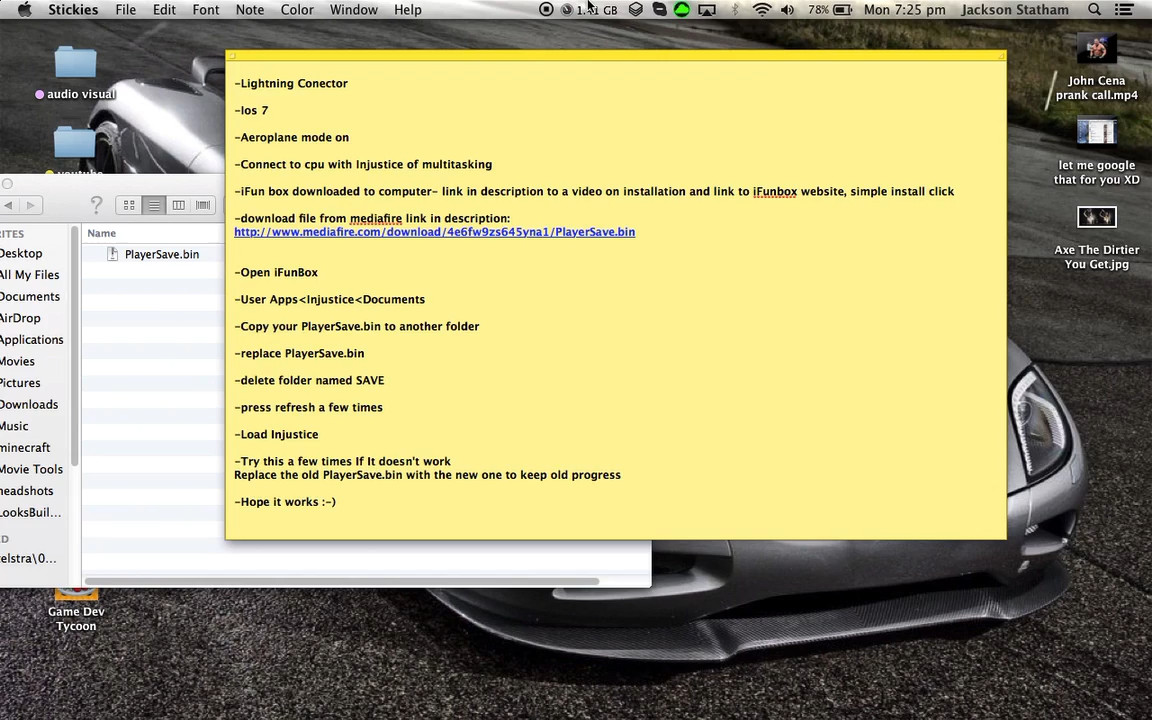 Stickies File Edit Font Note Color Window Help GB 78% Mon 7:25 pm Jackson Statham
audio visual
John Cena
prank call.mp4
let me google
that for you XD
Axe The Dirtier
You Get.jpg
-Lightning Conector
-Ios 7
-Aeroplane mode on
-Connect to cpu with Injustice of multitasking
-iFun box downloaded to computer- link in description to a video on installation and link to iFunbox website, simple install click
-download file from mediafire link in description:
http://www.mediafire.com/download/4e6fw9zs645yna1/PlayerSave.bin
-Open iFunBox
-User Apps<Injustice<Documents
-Copy your PlayerSave.bin to another folder
-replace PlayerSave.bin
-delete folder named SAVE
-press refresh a few times
-Load Injustice
-Try this a few times If It doesn't work
Replace the old PlayerSave.bin with the new one to keep old progress
-Hope it works :-)
Name
PlayerSave.bin
RITES
Desktop
All My Files
Documents
AirDrop
Applications
Movies
Pictures
Downloads
Music
minecraft
Movie Tools
headshots
LooksBuil...
D
elstra\0...
Game Dev
Tycoon